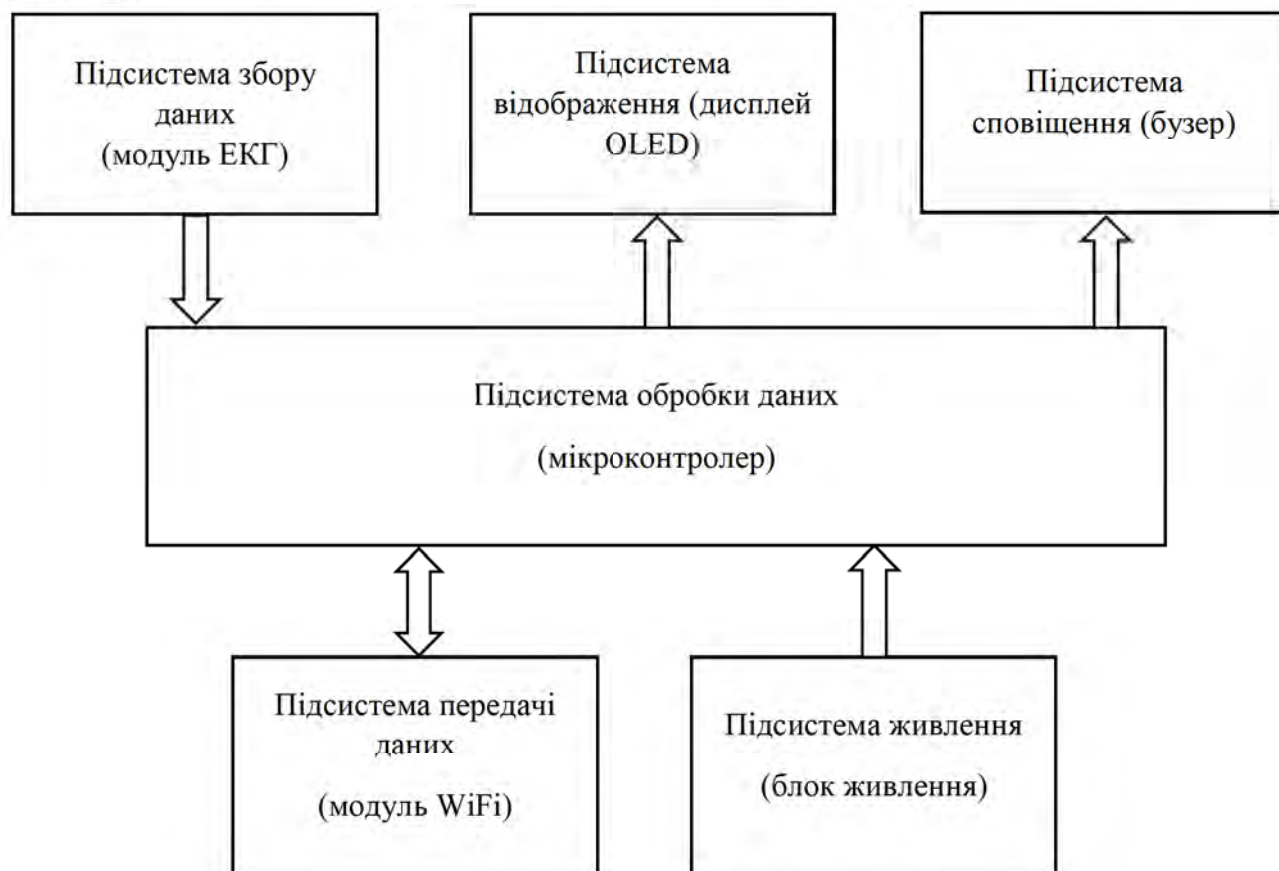 Підсистема збору
даних
(модуль ЕКГ)
Підсистема
відображення (дисплей
OLED)
Підсистема
сповіщення (бузер)
Підсистема обробки даних
(мікроконтролер)
Підсистема передачі
даних
(модуль WiFi)
Підсистема живлення
(блок живлення)